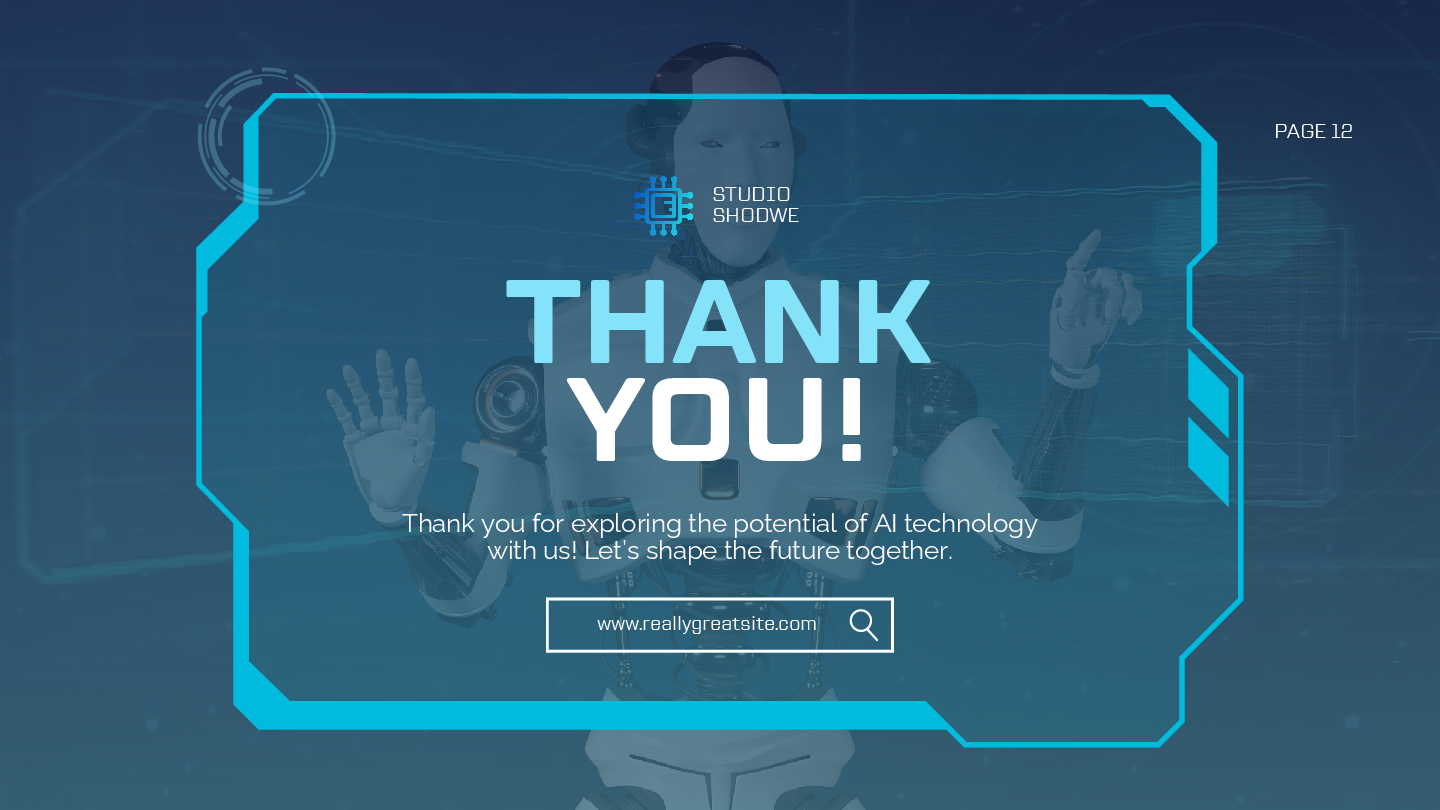 PAGE 12
STUDIO
SHODWE
THANK
YOU!
Thank you for exploring the potential of AI technology
with us! Let's shape the future together.
www.reallygreatsite.com